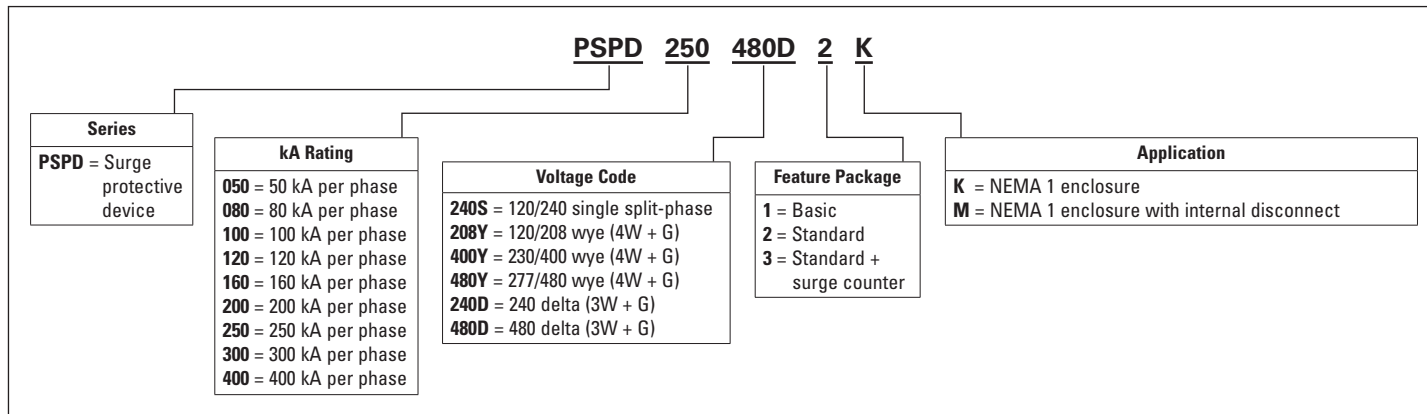 PSPD 250 480D 2 K
Series
PSPD = Surge
protective
device
kA Rating
050 = 50 kA per phase
080 = 80 kA per phase
100 = 100 kA per phase
120 = 120 kA per phase
160 = 160 kA per phase
200 = 200 kA per phase
250 = 250 kA per phase
300 = 300 kA per phase
400 = 400 kA per phase
Voltage Code
240S = 120/240 single split-phase
208Y = 120/208 wye (4W + G)
400Y = 230/400 wye (4W + G)
480Y = 277/480 wye (4W + G)
240D = 240 delta (3W + G)
480D = 480 delta (3W + G)
Feature Package
1 = Basic
2 = Standard
3 = Standard +
surge counter
Application
K = NEMA 1 enclosure
M = NEMA 1 enclosure with internal disconnect